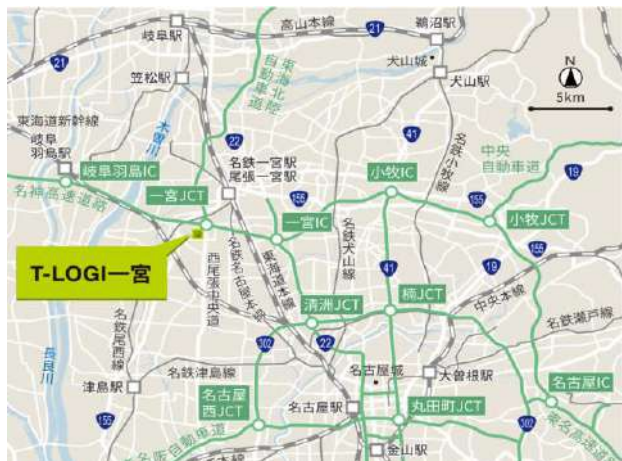 岐阜駅
高山本線
21
鵜沼駅
N
5km
21
犬山城
犬山駅
笠松駅
東海北陸
自動車道
木曽川
22
41
名鉄小牧線
中央
自動車道
19
東海道新幹線
岐阜
羽島駅
岐阜羽島IC
名鉄一宮駅
尾張一宮駅
155
小牧IC
155
小牧JCT
155
名神高速道路
一宮JCT
一宮IC
名鉄犬山線
T-LOGI一宮
西尾張中央道
名鉄名古屋本線
東海道本線
41
19
中央本線
清洲JCT
楠JCT
名鉄瀬戸線
名鉄尾西線
302
22
長良川
名鉄津島線
名古屋城
大曽根駅
津島駅
名古屋
西JCT
名古屋駅
丸田町JCT
名古屋IC
155
302
東名高速道路
名阪自動車道
金山駅